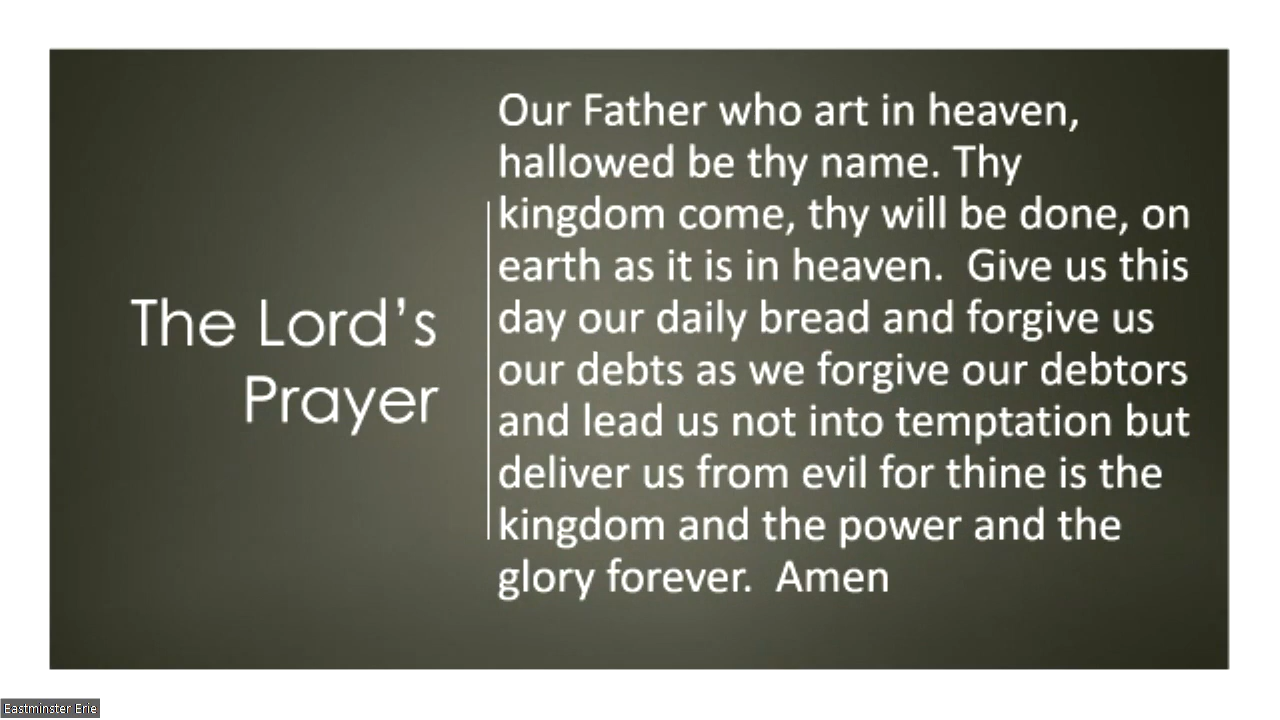 The Lord’s
Prayer
Our Father who art in heaven,
hallowed be thy name. Thy
kingdom come, thy will be done, on
earth as it is in heaven.  Give us this
day our daily bread and forgive us
our debts as we forgive our debtors
and lead us not into temptation but
deliver us from evil for thine is the
kingdom and the power and the
glory forever.  Amen
Eastminster Erie